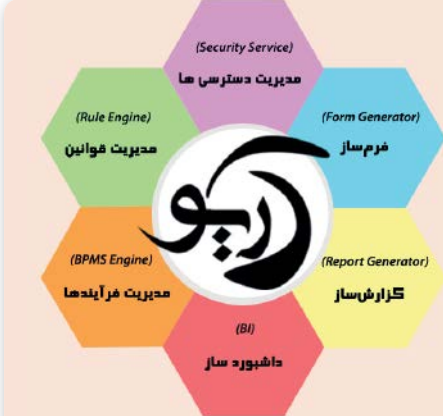 (Security Service)
مدیریت دسترسی ها
(Form Generator)
فرم‌ساز
(Report Generator)
گزارش‌ساز
(BI)
داشبورد ساز
(BPMS Engine)
مدیریت فرآیندها
(Rule Engine)
مدیریت قوانین